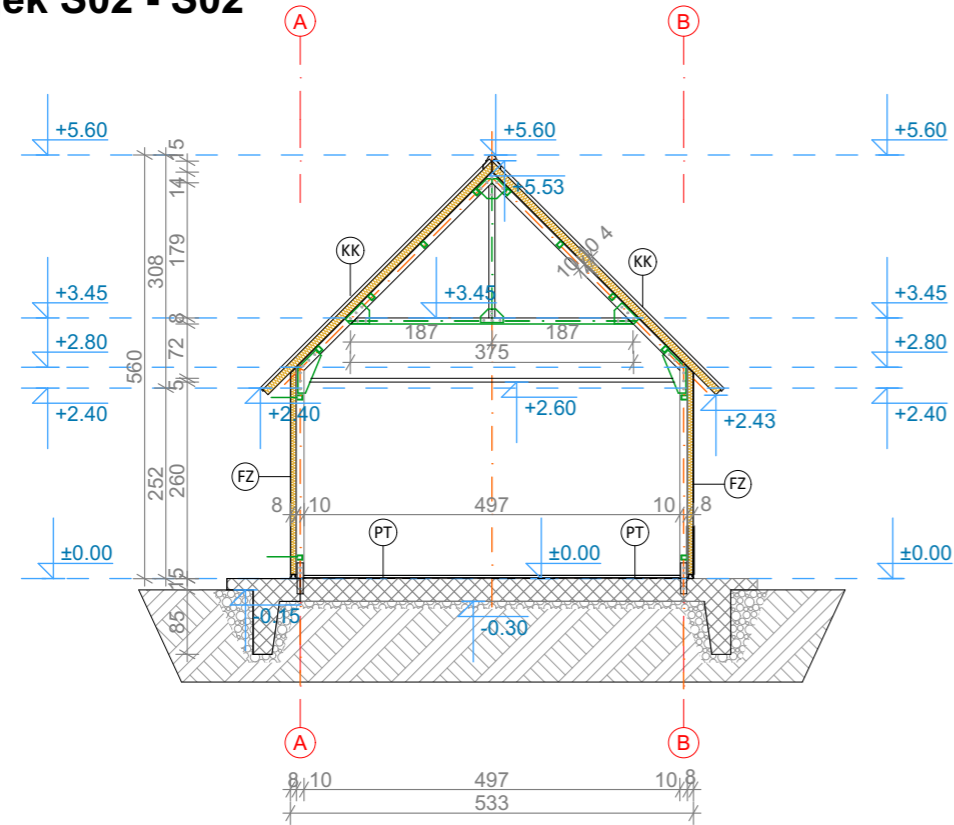 ek S02 - S02
A B
+5.60 +5.60 +5.60
+5.53
15
14
179
308
KK KK
10 10 4
+3.45 +3.45 +3.45
8
187 187
375
+2.80 +2.80
72
560
5
+2.40 +2.40 +2.60 +2.43 +2.40
252
260
FZ FZ
8 10 497 10 8
PT PT
±0.00 ±0.00 ±0.00
15
-0.15 -0.30
85
A B
8 10 497 10 8
533